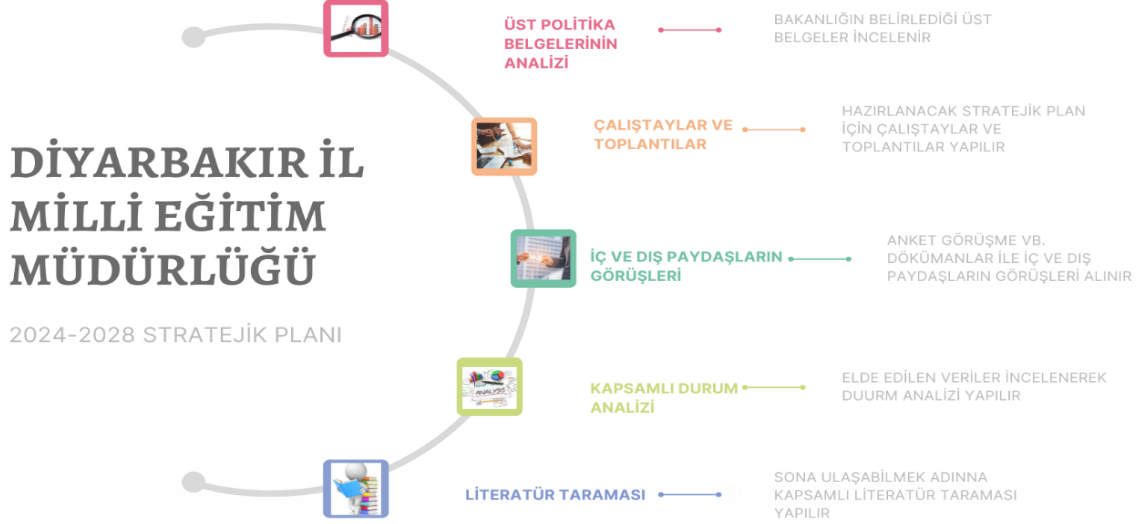 DİYARBAKIR İL
MİLLİ EĞİTİM
MÜDÜRLÜĞÜ
2024-2028 STRATEJİK PLANI
ÜST POLİTİKA
BELGELERİNİN
ANALİZİ
BAKANLIĞIN BELİRLEDİĞİ ÜST
BELGELER İNCELENİR
ÇALIŞTAYLAR VE
TOPLANTILAR
HAZIRLANACAK STRATEJİK PLAN
İÇİN ÇALIŞTAYLAR VE
TOPLANTILAR YAPILIR
İÇ VE DIŞ PAYDAŞLARIN
GÖRÜŞLERİ
ANKET GÖRÜŞME VB.
DÖKÜMANLAR İLE İÇ VE DIŞ
PAYDAŞLARIN GÖRÜŞLERİ ALINIR
ANALYSIS
KAPSAMLI DURUM
ANALİZİ
ELDE EDİLEN VERİLER İNCELENEREK
DUURM ANALİZİ YAPILIR
LİTERATÜR TARAMASI
SONA ULAŞABİLMEK ADINNA
KAPSAMLI LİTERATÜR TARAMASI
YAPILIR